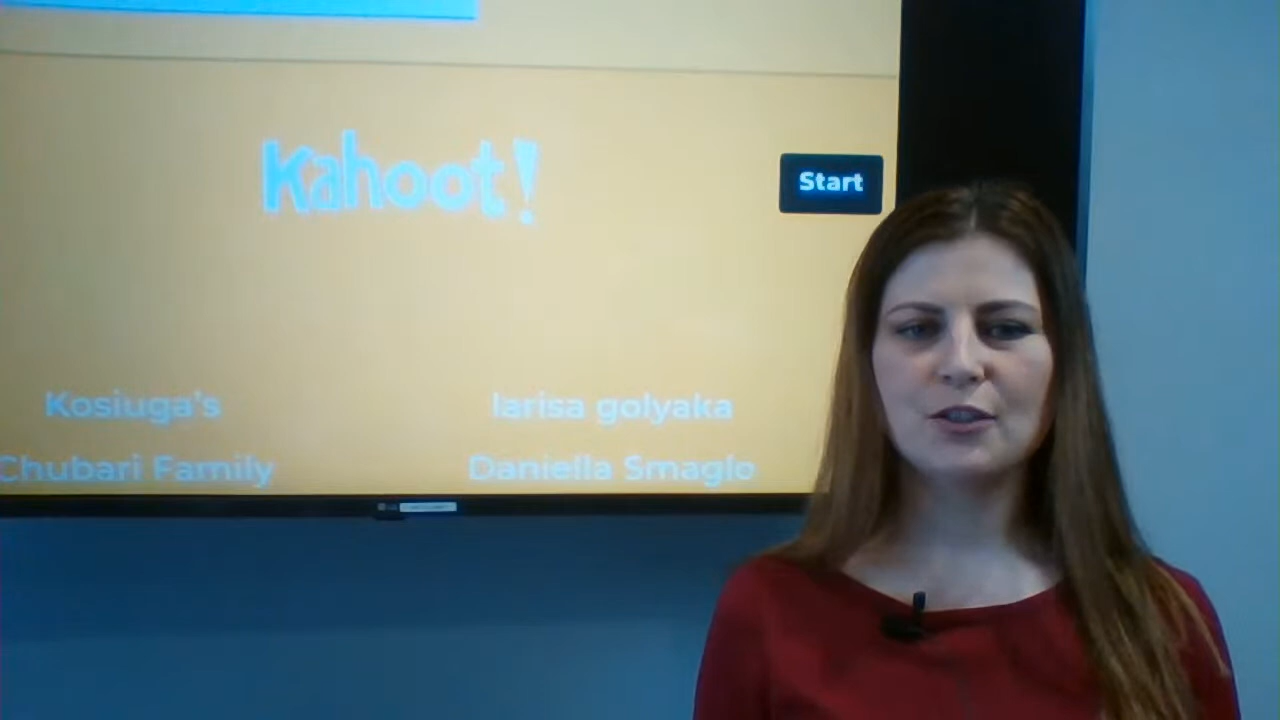 Kahoot!
Start
Kosiuga's
larisa golyaka
Chubari Family
Daniella Smaglo